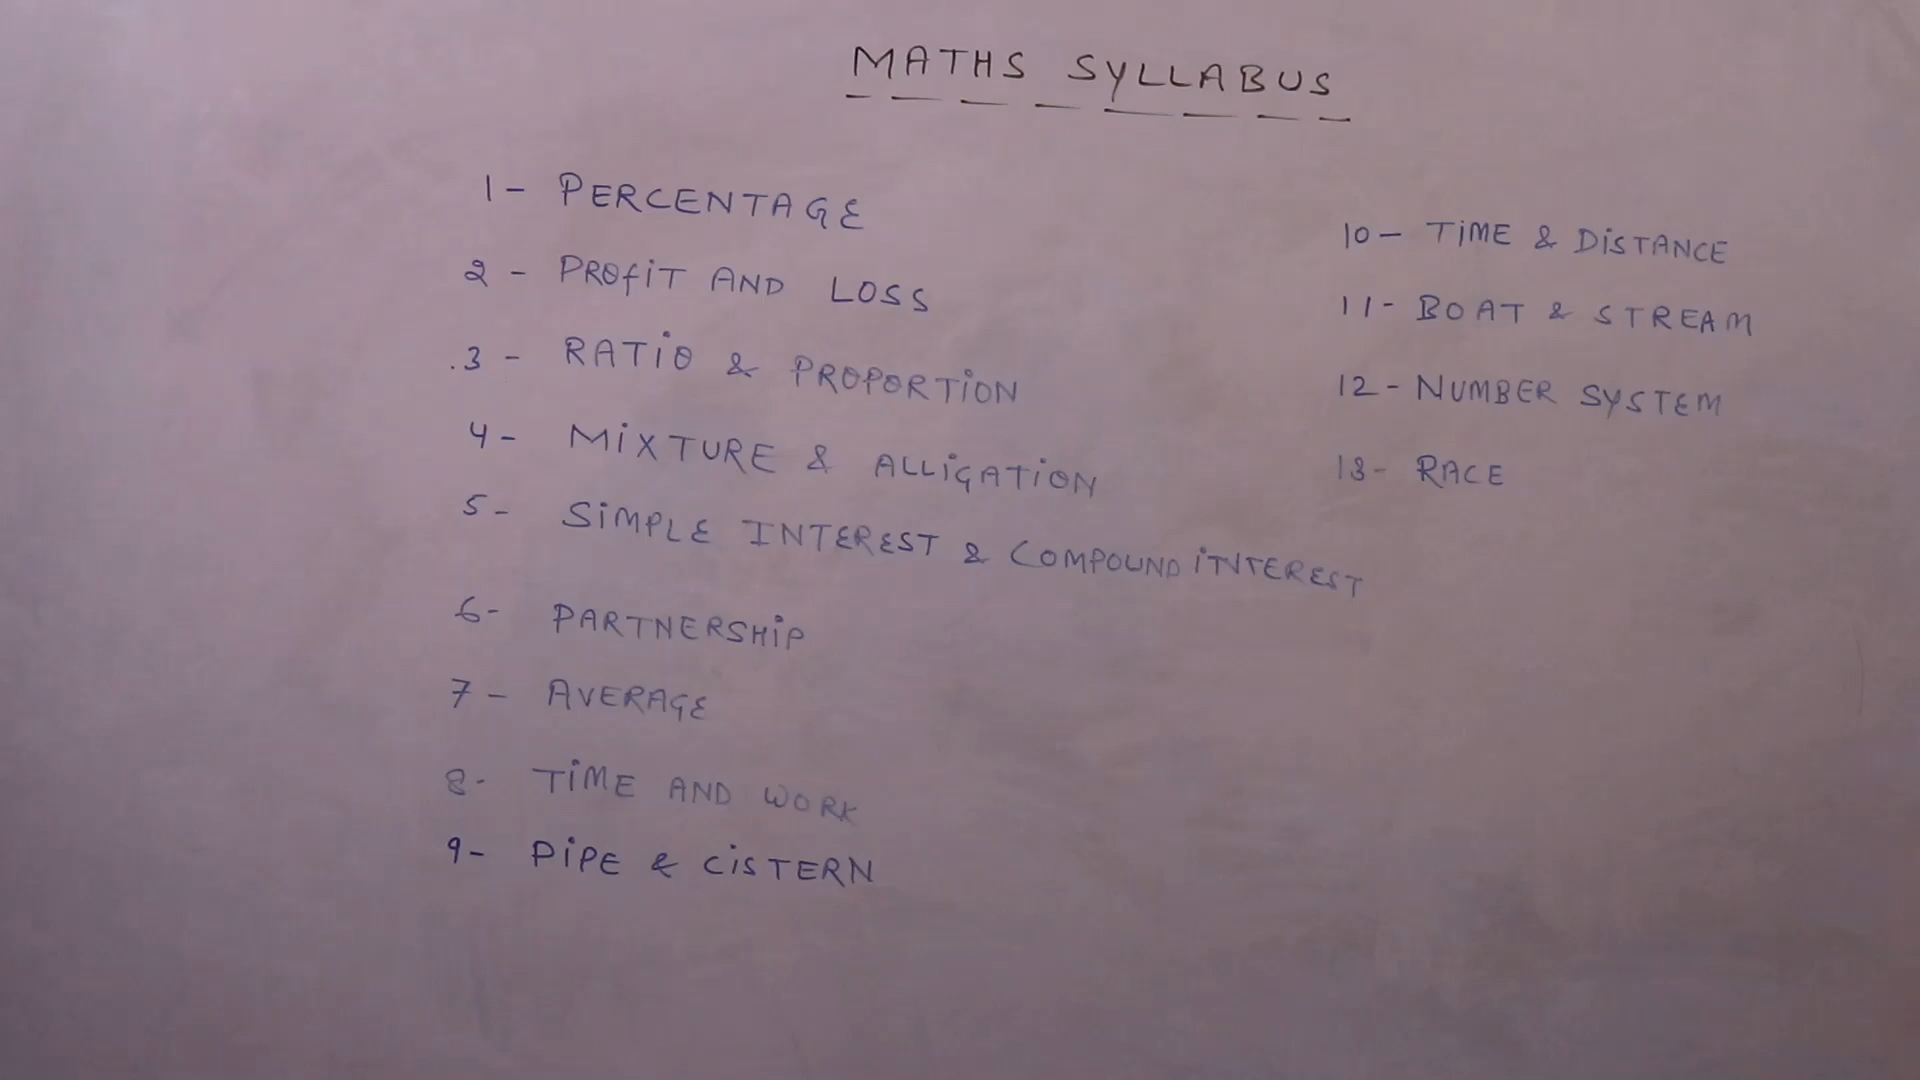 MATHS SYLLABUS
1- PERCENTAGE
2 - PROfiT AND LOSS
.3 - RATiO & PROPORTiON
4- MiXTURE & ALLiGATiON
5- SiMPLE INTEREST & COMPOUND iNTEREST
6- PARTNERSHiP
7- AVERAGE
8- TiME AND WORK
9- PiPE & CiSTERN
10- TiME & DiSTANCE
11- BOAT & STREAM
12- NUMBER SYSTEM
13- RACE